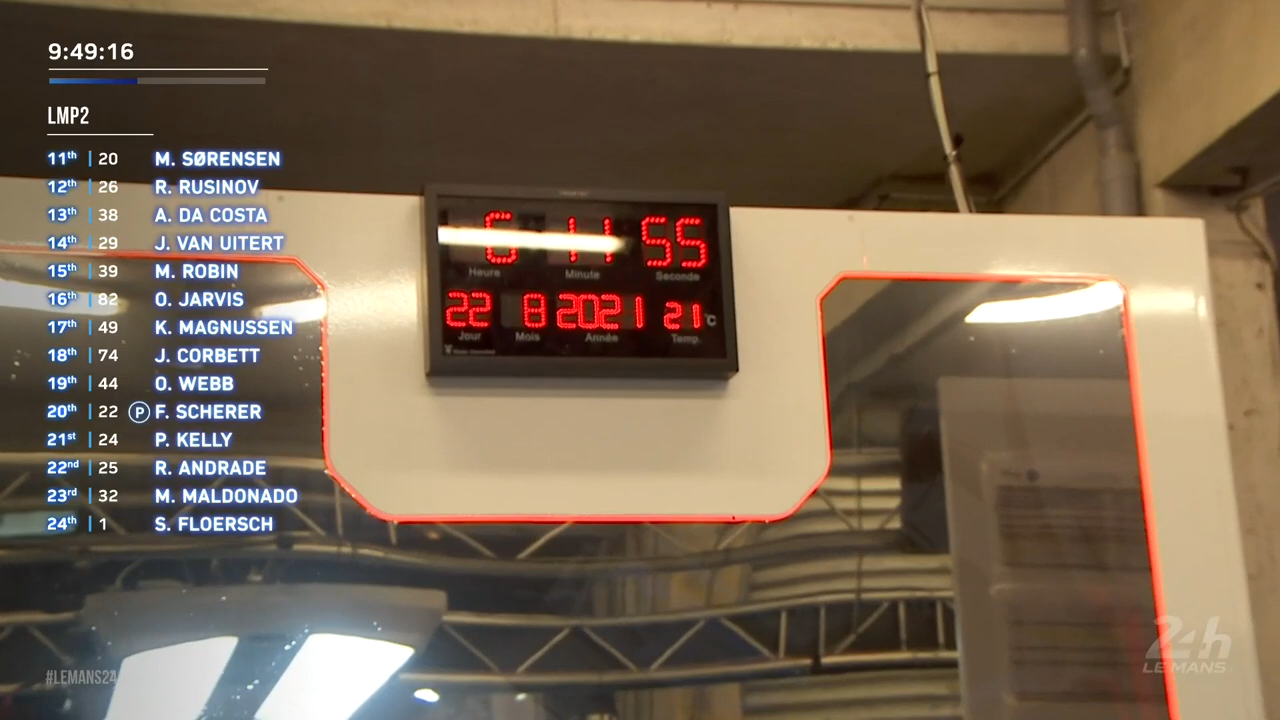 9:49:16
LMP2
11th | 20 M. SØRENSEN
12th | 26 R. RUSINOV
13th | 38 A. DA COSTA
14th | 29 J. VAN UITERT
15th | 39 M. ROBIN
16th | 82 O. JARVIS
17th | 49 K. MAGNUSSEN
18th | 74 J. CORBETT
19th | 44 O. WEBB
20th | 22 P F. SCHERER
21st | 24 P. KELLY
22nd | 25 R. ANDRADE
23rd | 32 M. MALDONADO
24th | 1 S. FLOERSCH
6 11 55
Heure Minute Seconde
22 8 2021 21°C
Jour Mois Année Temp.
#LEMANS24
24h
LE MANS